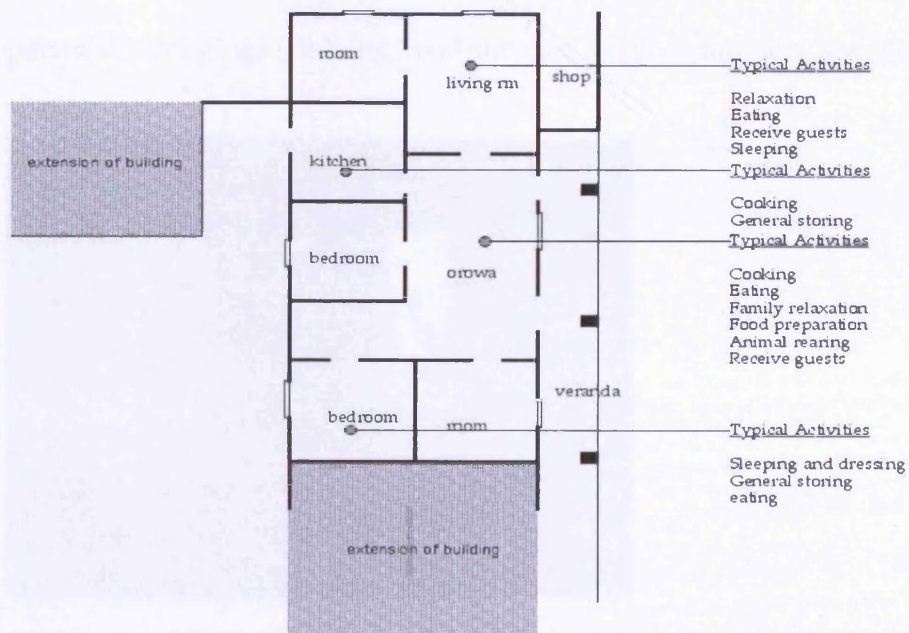 room
living rm
shop
extension of building
kitchen
bedroom
orowa
bedroom
room
veranda
extension of building
Typical Activities
Relaxation
Eating
Receive guests
Sleeping
Typical Activities
Cooking
General storing
Typical Activities
Cooking
Eating
Family relaxation
Food preparation
Animal rearing
Receive guests
Typical Activities
Sleeping and dressing
General storing
eating